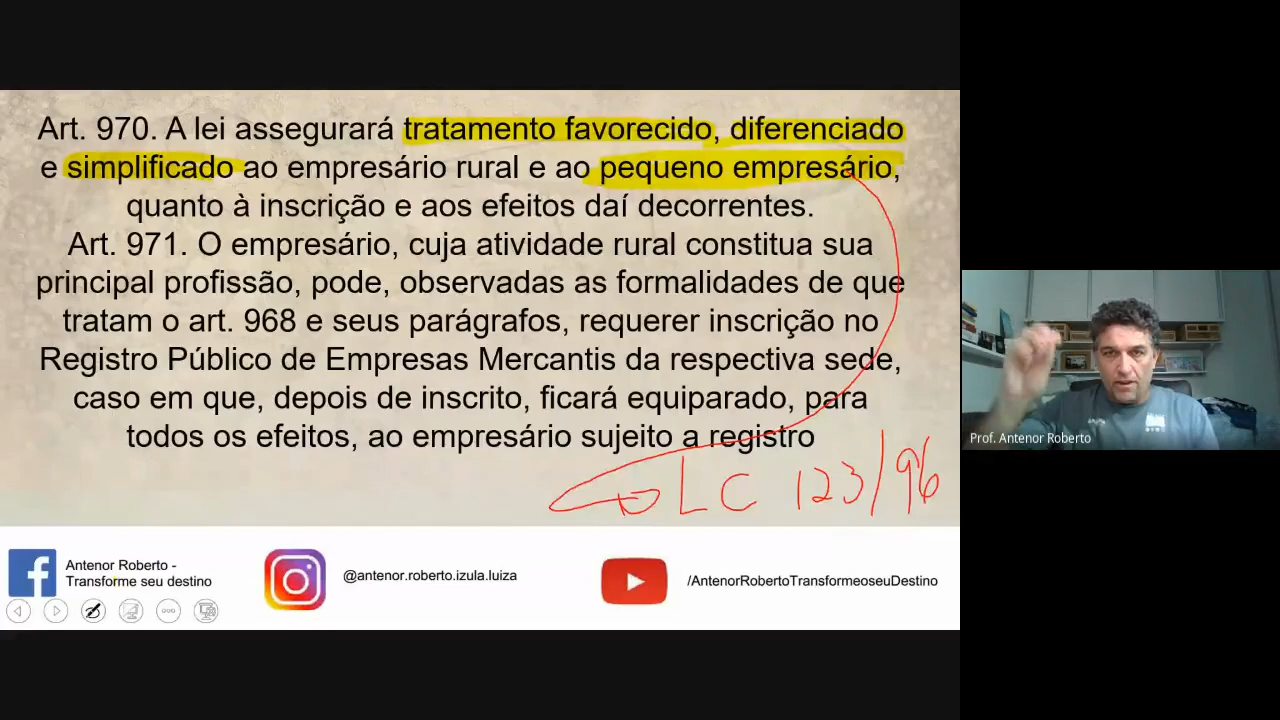 Art. 970. A lei assegurará tratamento favorecido, diferenciado
e simplificado ao empresário rural e ao pequeno empresário,
quanto à inscrição e aos efeitos daí decorrentes.
Art. 971. O empresário, cuja atividade rural constitua sua
principal profissão, pode, observadas as formalidades de que
tratam o art. 968 e seus parágrafos, requerer inscrição no
Registro Público de Empresas Mercantis da respectiva sede,
caso em que, depois de inscrito, ficará equiparado, para
todos os efeitos, ao empresário sujeito a registro
LC 123/96
Prof. Antenor Roberto
Antenor Roberto -
Transforme seu destino
@antenor.roberto.izula.luiza
/AntenorRobertoTransformeoseuDestino